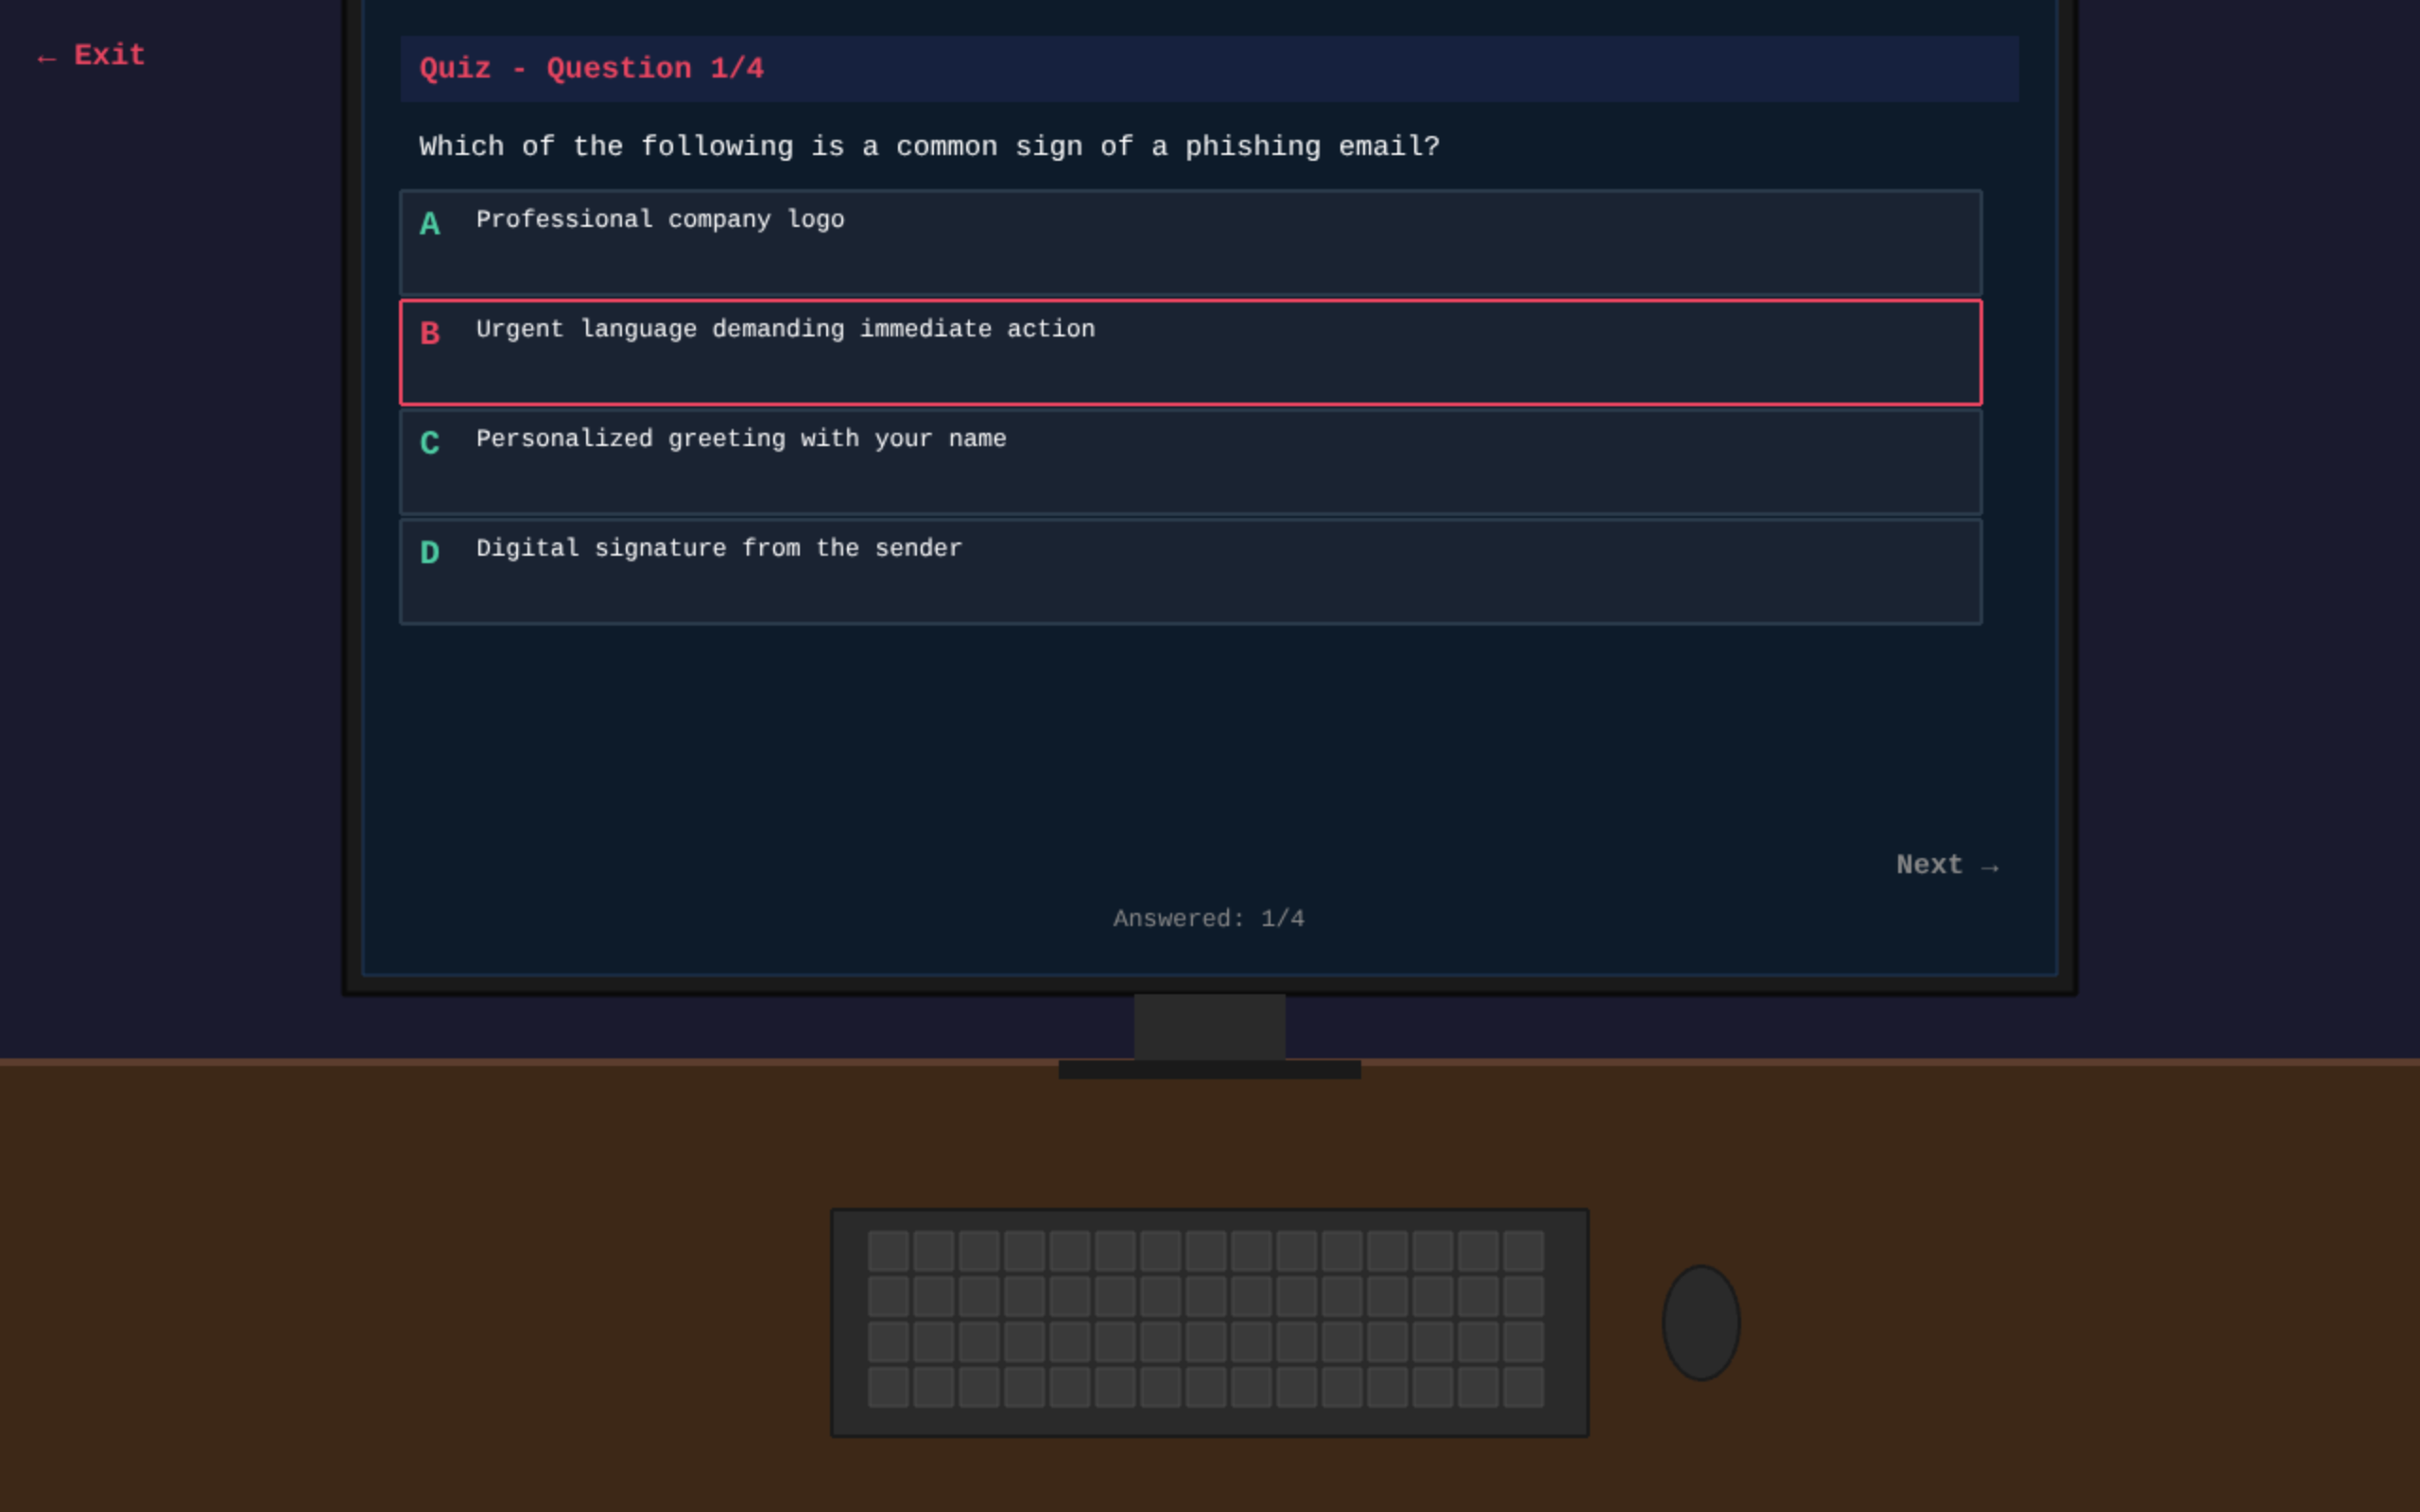 ← Exit
Quiz - Question 1/4
Which of the following is a common sign of a phishing email?
A Professional company logo
B Urgent language demanding immediate action
C Personalized greeting with your name
D Digital signature from the sender
Next →
Answered: 1/4